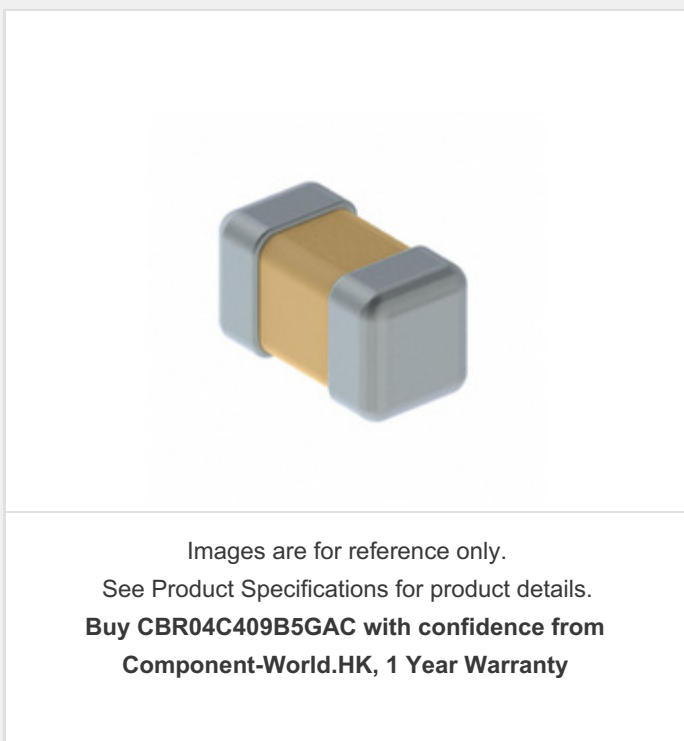 Images are for reference only.
See Product Specifications for product details.
Buy CBR04C409B5GAC with confidence from
Component-World.HK, 1 Year Warranty